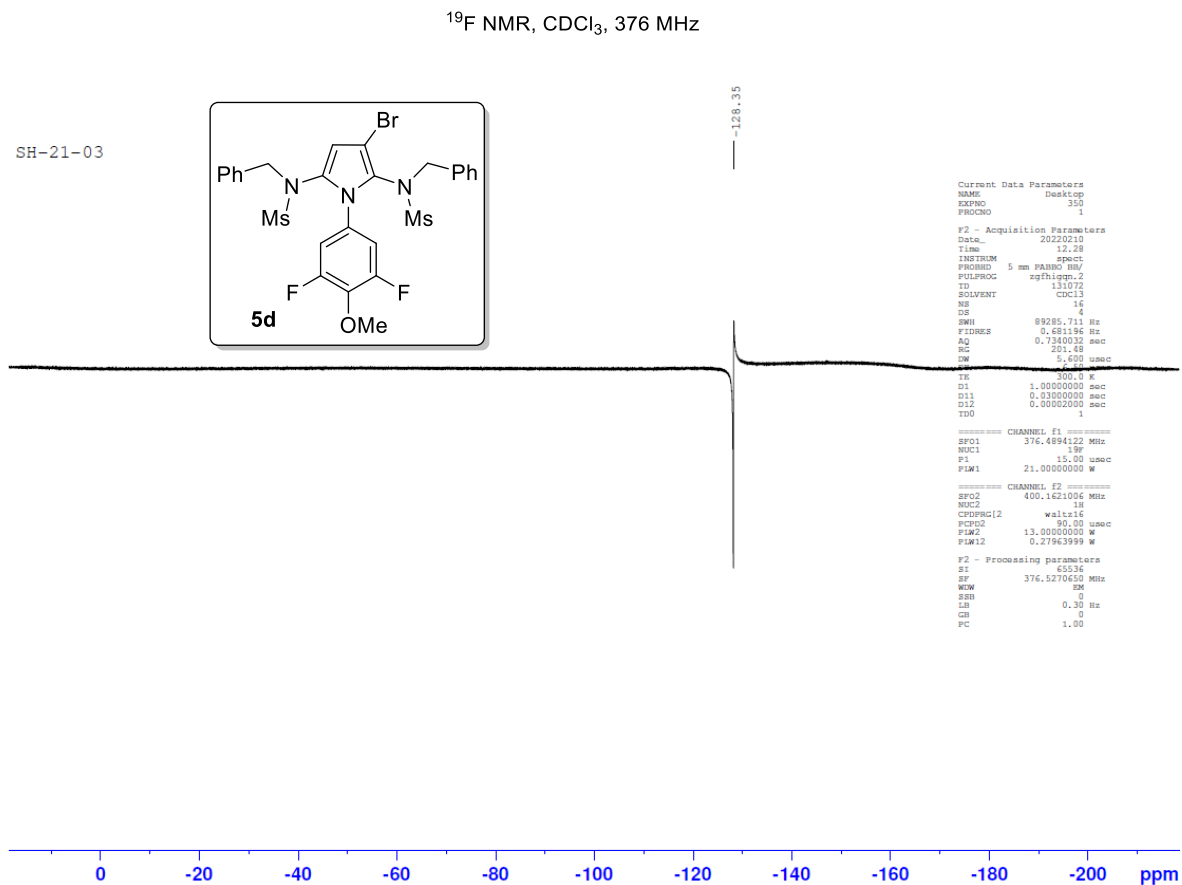 19F NMR, CDCl3, 376 MHz
-128.35
SH-21-03
Br
Ph
N
N
Ph
Ms
N
Ms
F
F
5d
OMe
Current Data Parameters
NAME Desktop
EXPNO 350
PROCNO 1
F2 - Acquisition Parameters
Date_ 20220210
Time 12.28
INSTRUM spect
PROBHD 5 mm PABBO BB/
PULPROG zgfhigqn.2
TD 131072
SOLVENT CDCl3
NS 16
DS 4
SWH 89285.711 Hz
FIDRES 0.681196 Hz
AQ 0.7340032 sec
RG 201.48
DW 5.600 usec
TE 300.0 K
D1 1.00000000 sec
D11 0.03000000 sec
D12 0.00002000 sec
TD0 1
======== CHANNEL f1 ========
SFO1 376.4894122 MHz
NUC1 19F
P1 15.00 usec
PLW1 21.00000000 W
======== CHANNEL f2 ========
SFO2 400.1621006 MHz
NUC2 1H
CPDPRG[2 waltz16
PCPD2 90.00 usec
PLW2 13.00000000 W
PLW12 0.27963999 W
F2 - Processing parameters
SI 65536
SF 376.5270650 MHz
WDW EM
SSB 0
LB 0.30 Hz
GB 0
PC 1.00
0 -20 -40 -60 -80 -100 -120 -140 -160 -180 -200 ppm